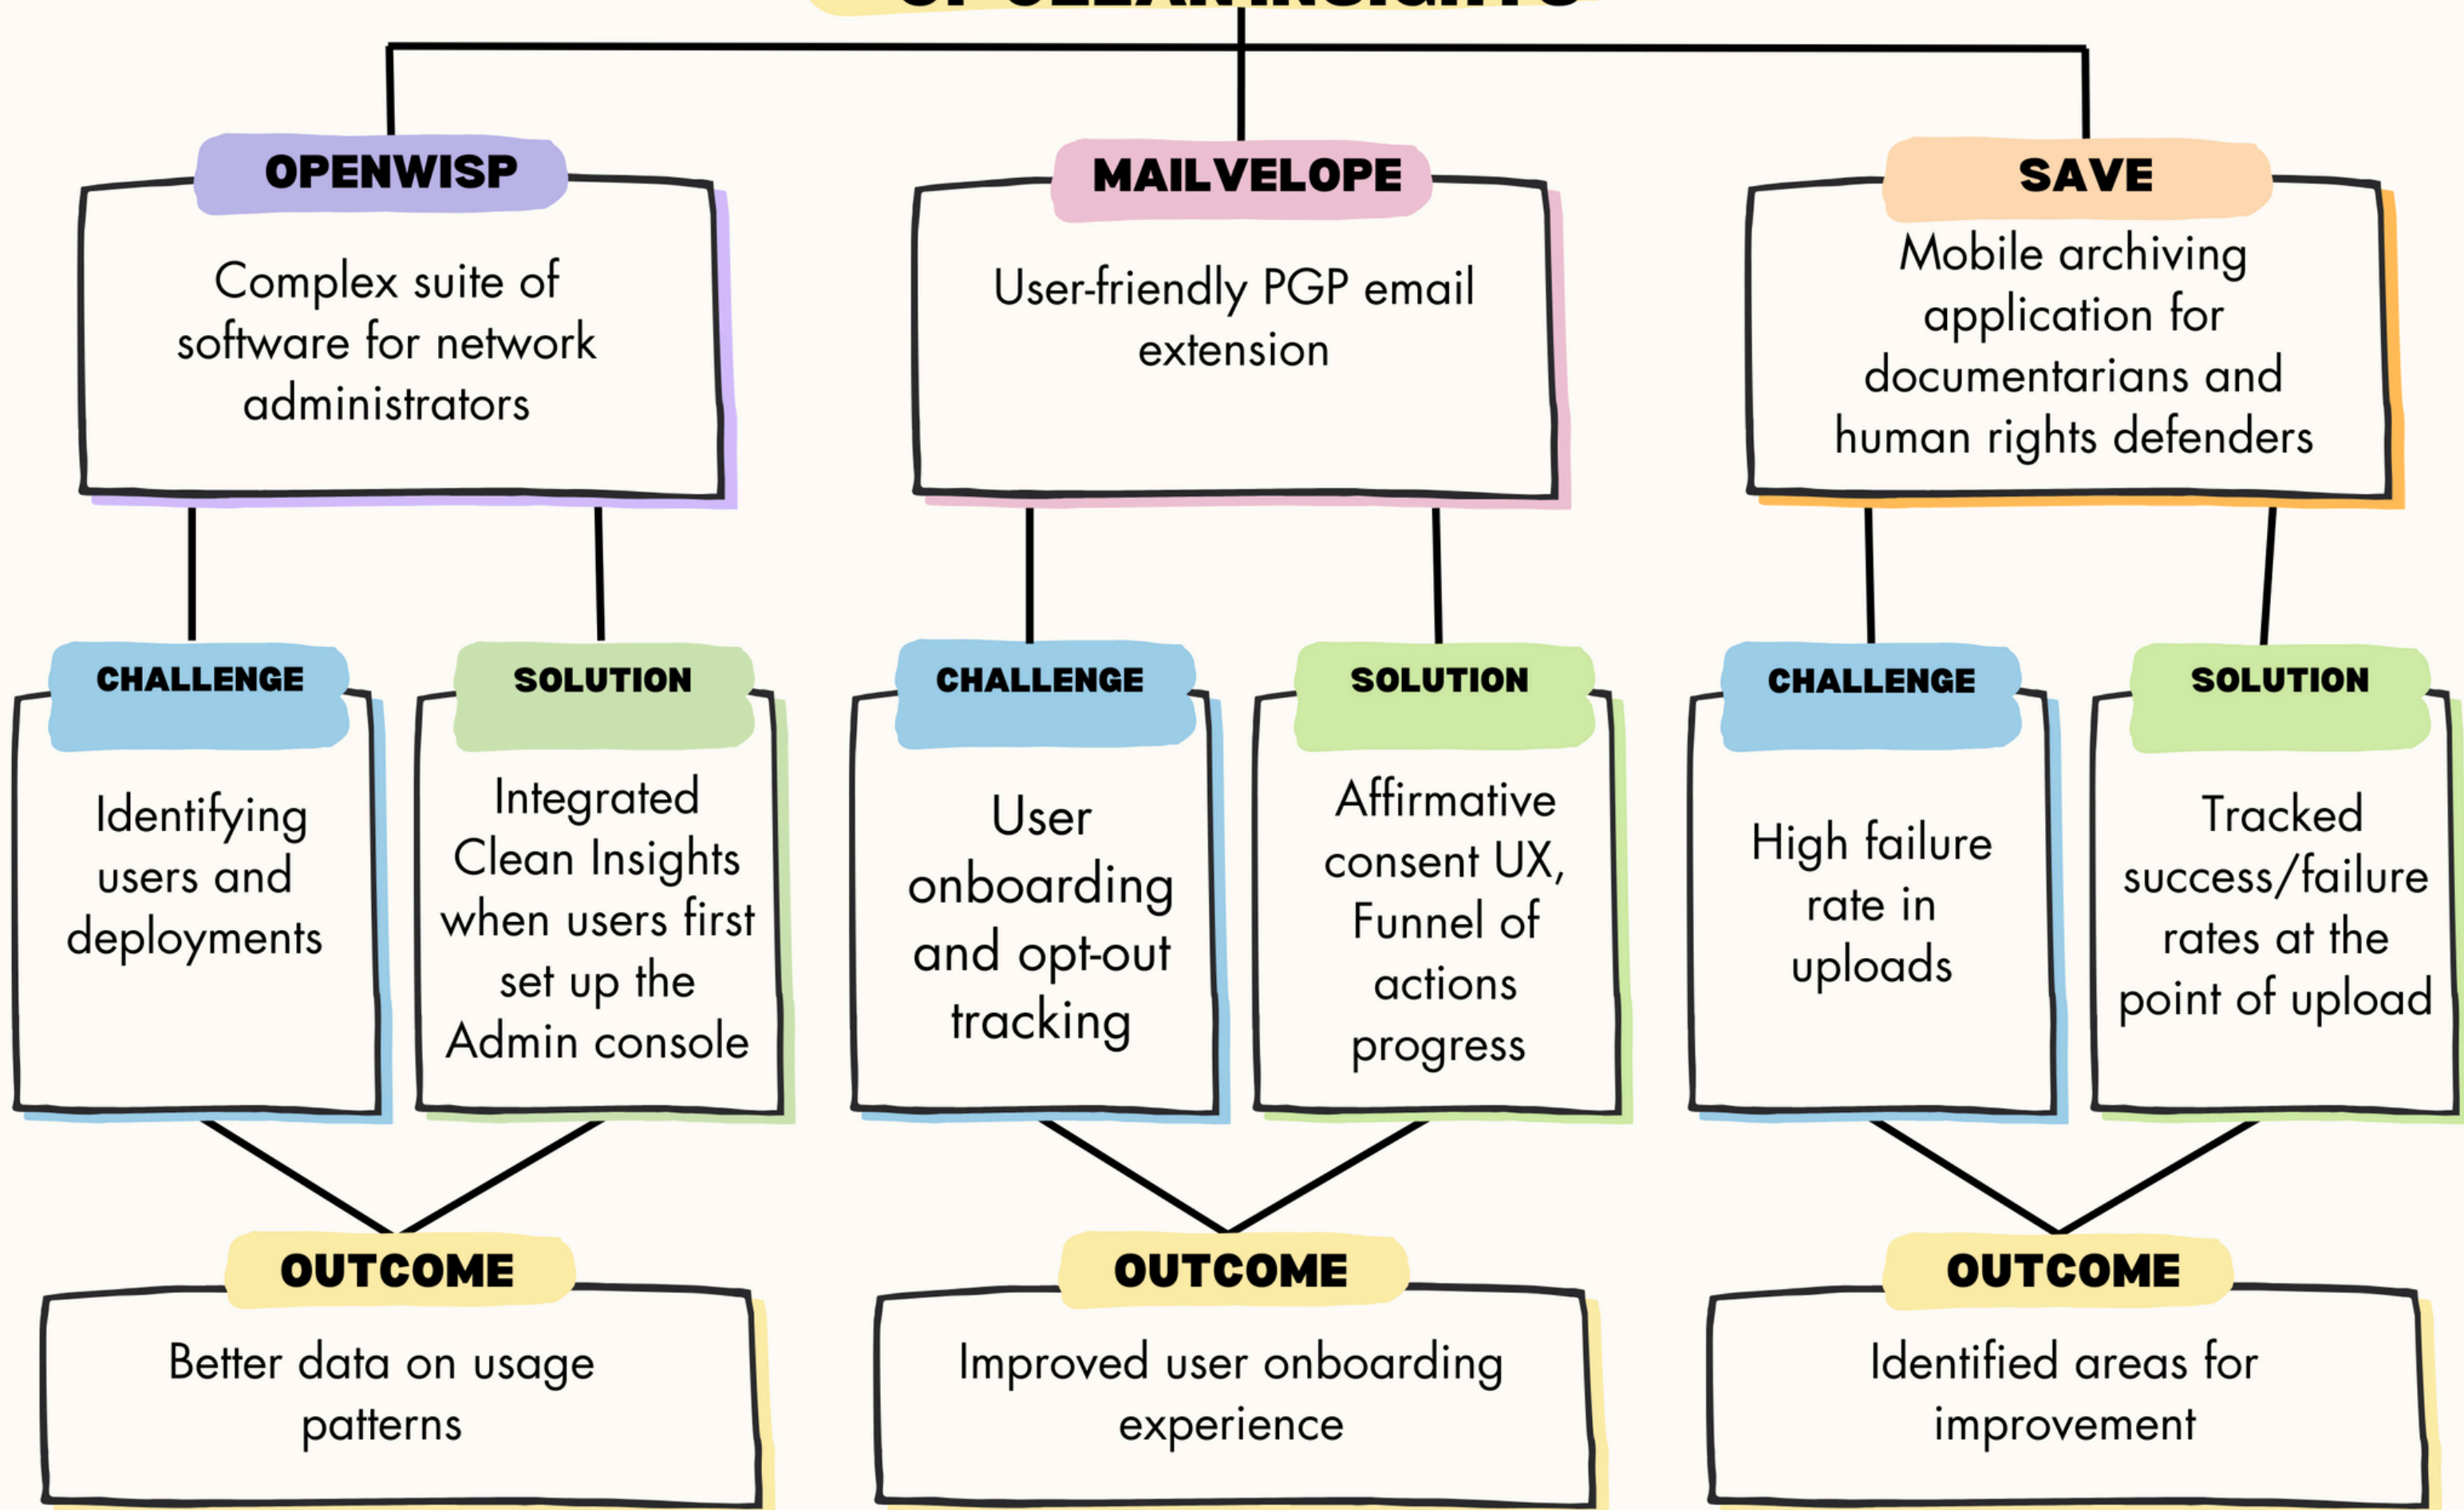 OPENWISP
Complex suite of
software for network
administrators
MAILVELOPE
User-friendly PGP email
extension
SAVE
Mobile archiving
application for
documentarians and
human rights defenders
CHALLENGE
Identifying
users and
deployments
SOLUTION
Integrated
Clean Insights
when users first
set up the
Admin console
CHALLENGE
User
onboarding
and opt-out
tracking
SOLUTION
Affirmative
consent UX,
Funnel of
actions
progress
CHALLENGE
High failure
rate in
uploads
SOLUTION
Tracked
success/failure
rates at the
point of upload
OUTCOME
Better data on usage
patterns
OUTCOME
Improved user onboarding
experience
OUTCOME
Identified areas for
improvement